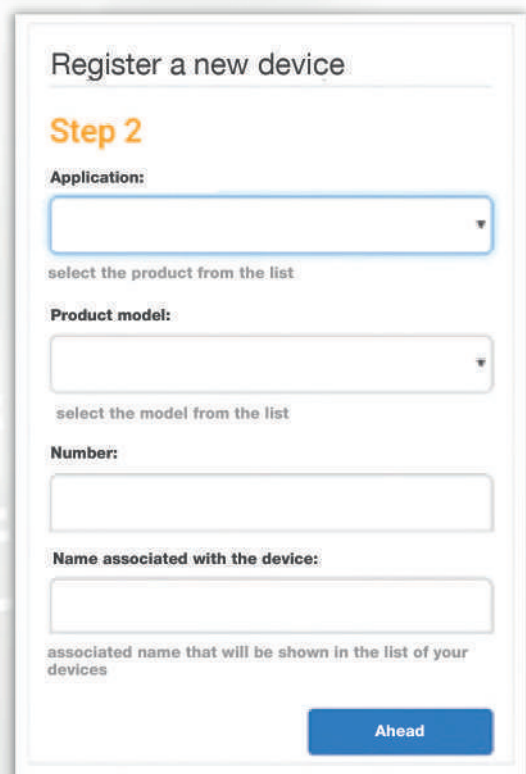 Register a new device
Step 2
Application:
select the product from the list
Product model:
select the model from the list
Number:
Name associated with the device:
associated name that will be shown in the list of your
devices
Ahead